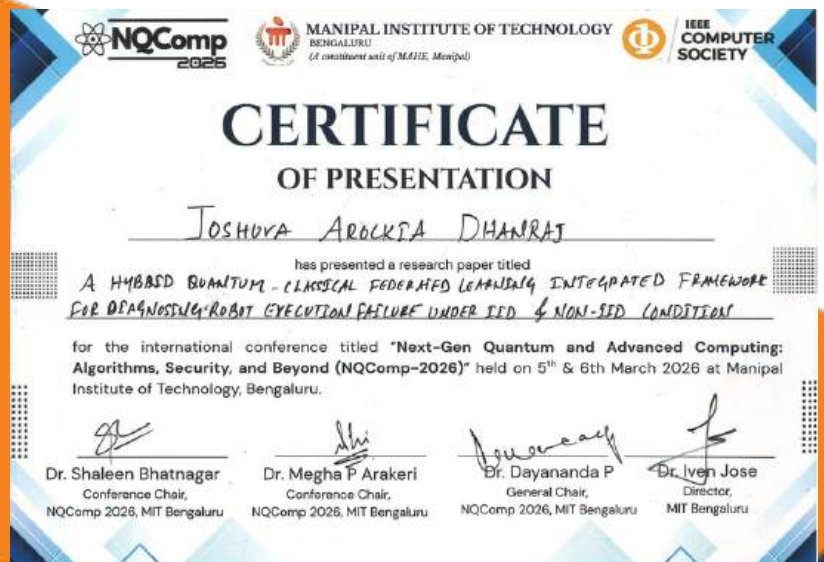 NQComp
2026
MANIPAL INSTITUTE OF TECHNOLOGY
BENGALURU
(A constituent unit of MAHE, Manipal)
IEEE
COMPUTER
SOCIETY
CERTIFICATE
OF PRESENTATION
JOSHUVA AROCKIA DHANRAJ
has presented a research paper titled
A HYBRID QUANTUM - CLASSICAL FEDERATED LEARNING INTEGRATED FRAMEWORK
FOR DIAGNOSING ROBOT EXECUTION FAILURE UNDER IID & NON-IID CONDITION
for the international conference titled "Next-Gen Quantum and Advanced Computing:
Algorithms, Security, and Beyond (NQComp-2026)" held on 5th & 6th March 2026 at Manipal
Institute of Technology, Bengaluru.
Dr. Shaleen Bhatnagar
Conference Chair,
NQComp 2026, MIT Bengaluru
Dr. Megha P Arakeri
Conference Chair,
NQComp 2026, MIT Bengaluru
Dr. Dayananda P
General Chair,
NQComp 2026, MIT Bengaluru
Dr. Iven Jose
Director,
MIT Bengaluru